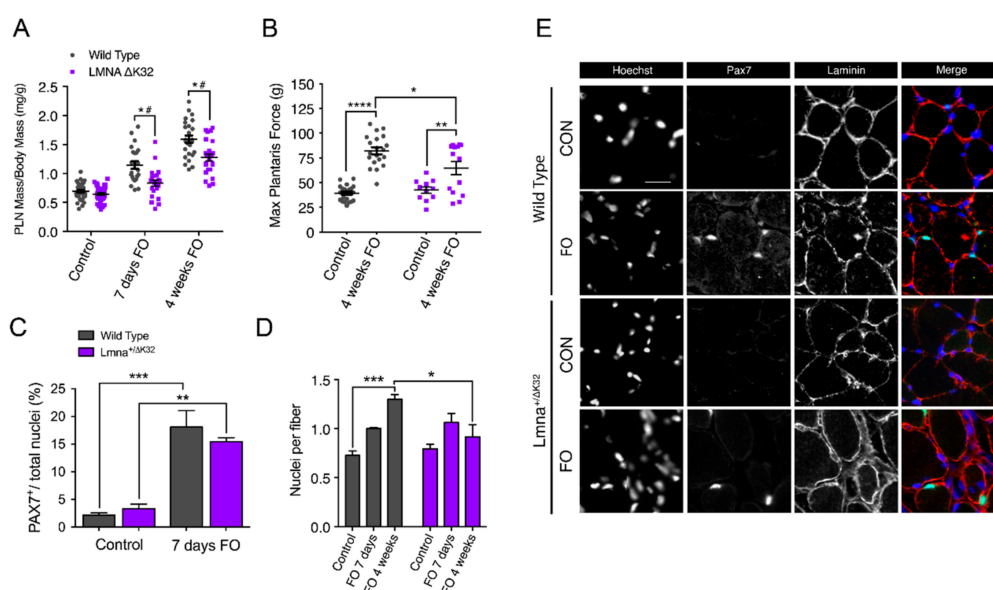 A
Wild Type
LMNA ΔK32
PLN Mass/Body Mass (mg/g)
2.5
2.0
1.5
1.0
0.5
0.0
* #
* #
Control
7 days FO
4 weeks FO
B
Max Plantaris Force (g)
150
125
100
75
50
25
0
****
*
**
Control
4 weeks FO
Control
4 weeks FO
C
Wild Type
Lmna+/ΔK32
PAX7+/ total nuclei (%)
25
20
15
10
5
0
***
**
Control
7 days FO
D
Nuclei per fiber
1.5
1.0
0.5
0.0
***
*
Control
FO 7 days
FO 4 weeks
Control
FO 7 days
FO 4 weeks
E
Hoechst Pax7 Laminin Merge
Wild Type
CON
FO
Lmna+/ΔK32
CON
FO